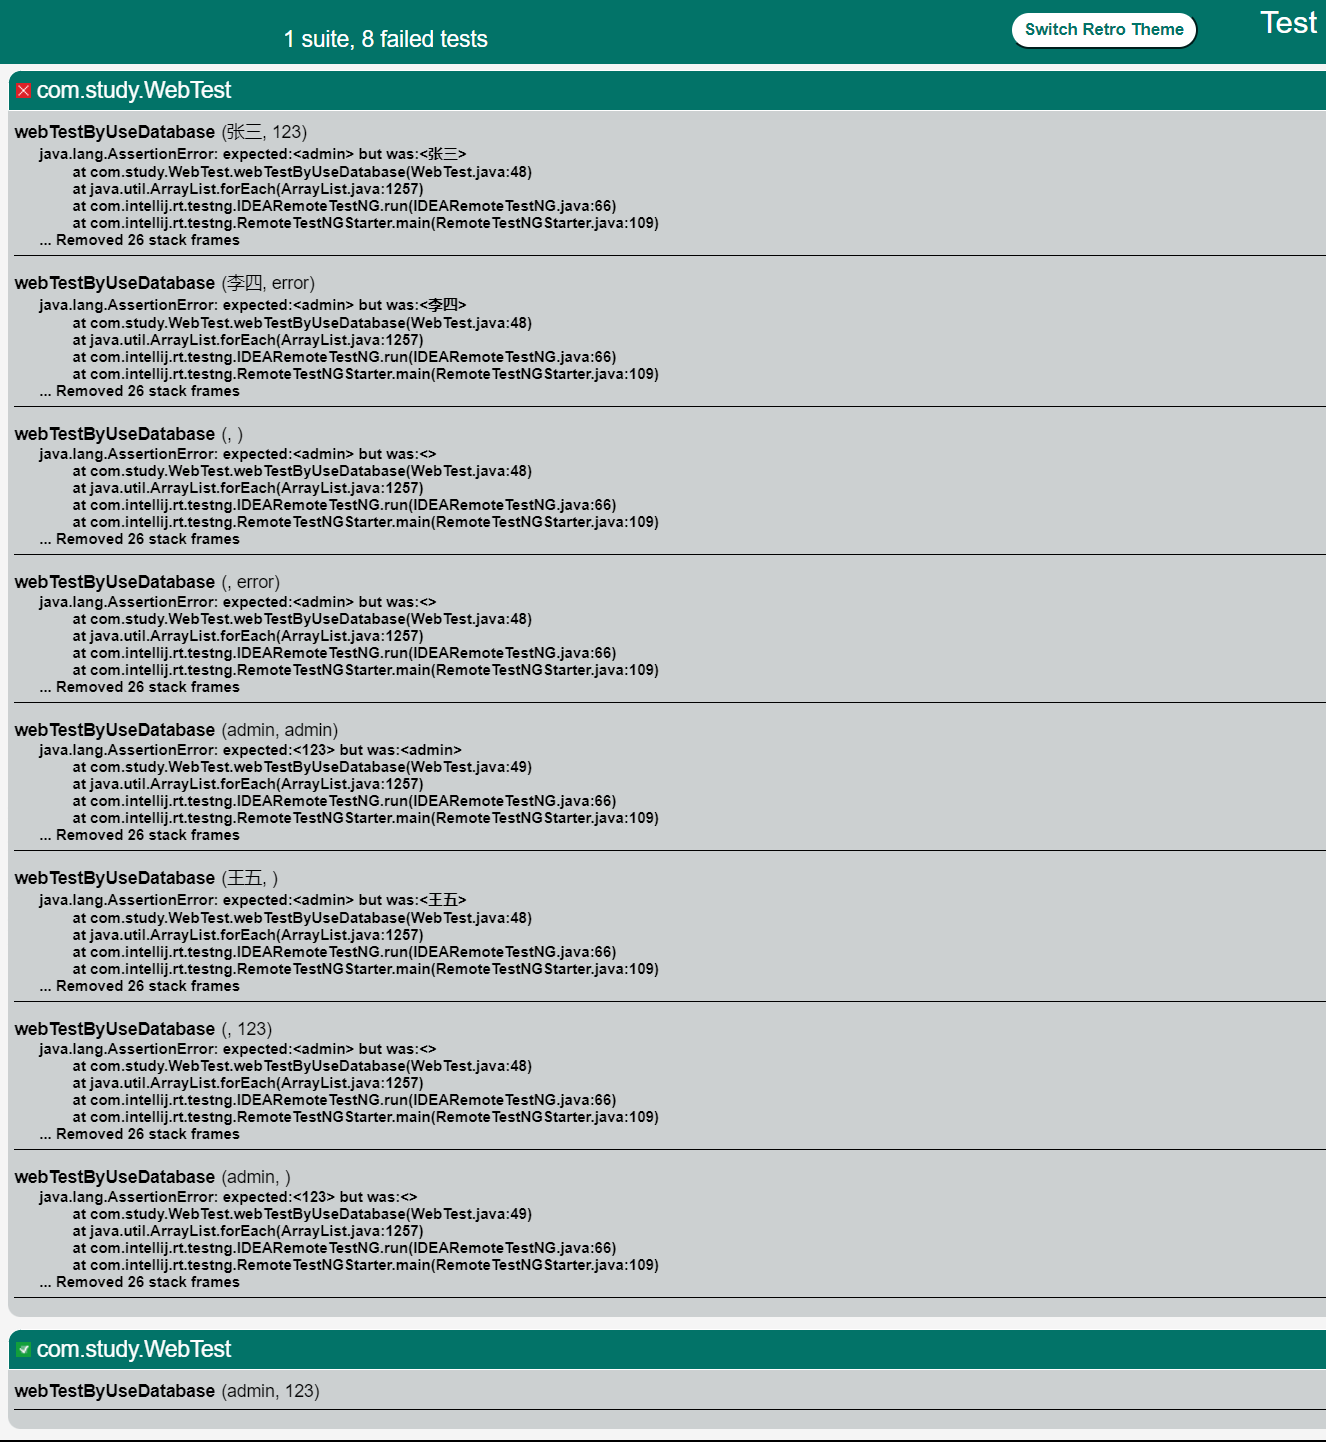 1 suite, 8 failed tests
Switch Retro Theme
Test
com.study.WebTest
webTestByUseDatabase (张三, 123)
java.lang.AssertionError: expected:<admin> but was:<张三>
at com.study.WebTest.webTestByUseDatabase(WebTest.java:48)
at java.util.ArrayList.forEach(ArrayList.java:1257)
at com.intellij.rt.testng.IDEARemoteTestNG.run(IDEARemoteTestNG.java:66)
at com.intellij.rt.testng.RemoteTestNGStarter.main(RemoteTestNGStarter.java:109)
... Removed 26 stack frames
webTestByUseDatabase (李四, error)
java.lang.AssertionError: expected:<admin> but was:<李四>
at com.study.WebTest.webTestByUseDatabase(WebTest.java:48)
at java.util.ArrayList.forEach(ArrayList.java:1257)
at com.intellij.rt.testng.IDEARemoteTestNG.run(IDEARemoteTestNG.java:66)
at com.intellij.rt.testng.RemoteTestNGStarter.main(RemoteTestNGStarter.java:109)
... Removed 26 stack frames
webTestByUseDatabase (, )
java.lang.AssertionError: expected:<admin> but was:<>
at com.study.WebTest.webTestByUseDatabase(WebTest.java:48)
at java.util.ArrayList.forEach(ArrayList.java:1257)
at com.intellij.rt.testng.IDEARemoteTestNG.run(IDEARemoteTestNG.java:66)
at com.intellij.rt.testng.RemoteTestNGStarter.main(RemoteTestNGStarter.java:109)
... Removed 26 stack frames
webTestByUseDatabase (, error)
java.lang.AssertionError: expected:<admin> but was:<>
at com.study.WebTest.webTestByUseDatabase(WebTest.java:48)
at java.util.ArrayList.forEach(ArrayList.java:1257)
at com.intellij.rt.testng.IDEARemoteTestNG.run(IDEARemoteTestNG.java:66)
at com.intellij.rt.testng.RemoteTestNGStarter.main(RemoteTestNGStarter.java:109)
... Removed 26 stack frames
webTestByUseDatabase (admin, admin)
java.lang.AssertionError: expected:<123> but was:<admin>
at com.study.WebTest.webTestByUseDatabase(WebTest.java:49)
at java.util.ArrayList.forEach(ArrayList.java:1257)
at com.intellij.rt.testng.IDEARemoteTestNG.run(IDEARemoteTestNG.java:66)
at com.intellij.rt.testng.RemoteTestNGStarter.main(RemoteTestNGStarter.java:109)
... Removed 26 stack frames
webTestByUseDatabase (王五, )
java.lang.AssertionError: expected:<admin> but was:<王五>
at com.study.WebTest.webTestByUseDatabase(WebTest.java:48)
at java.util.ArrayList.forEach(ArrayList.java:1257)
at com.intellij.rt.testng.IDEARemoteTestNG.run(IDEARemoteTestNG.java:66)
at com.intellij.rt.testng.RemoteTestNGStarter.main(RemoteTestNGStarter.java:109)
... Removed 26 stack frames
webTestByUseDatabase (, 123)
java.lang.AssertionError: expected:<admin> but was:<>
at com.study.WebTest.webTestByUseDatabase(WebTest.java:48)
at java.util.ArrayList.forEach(ArrayList.java:1257)
at com.intellij.rt.testng.IDEARemoteTestNG.run(IDEARemoteTestNG.java:66)
at com.intellij.rt.testng.RemoteTestNGStarter.main(RemoteTestNGStarter.java:109)
... Removed 26 stack frames
webTestByUseDatabase (admin, )
java.lang.AssertionError: expected:<123> but was:<>
at com.study.WebTest.webTestByUseDatabase(WebTest.java:49)
at java.util.ArrayList.forEach(ArrayList.java:1257)
at com.intellij.rt.testng.IDEARemoteTestNG.run(IDEARemoteTestNG.java:66)
at com.intellij.rt.testng.RemoteTestNGStarter.main(RemoteTestNGStarter.java:109)
... Removed 26 stack frames
com.study.WebTest
webTestByUseDatabase (admin, 123)